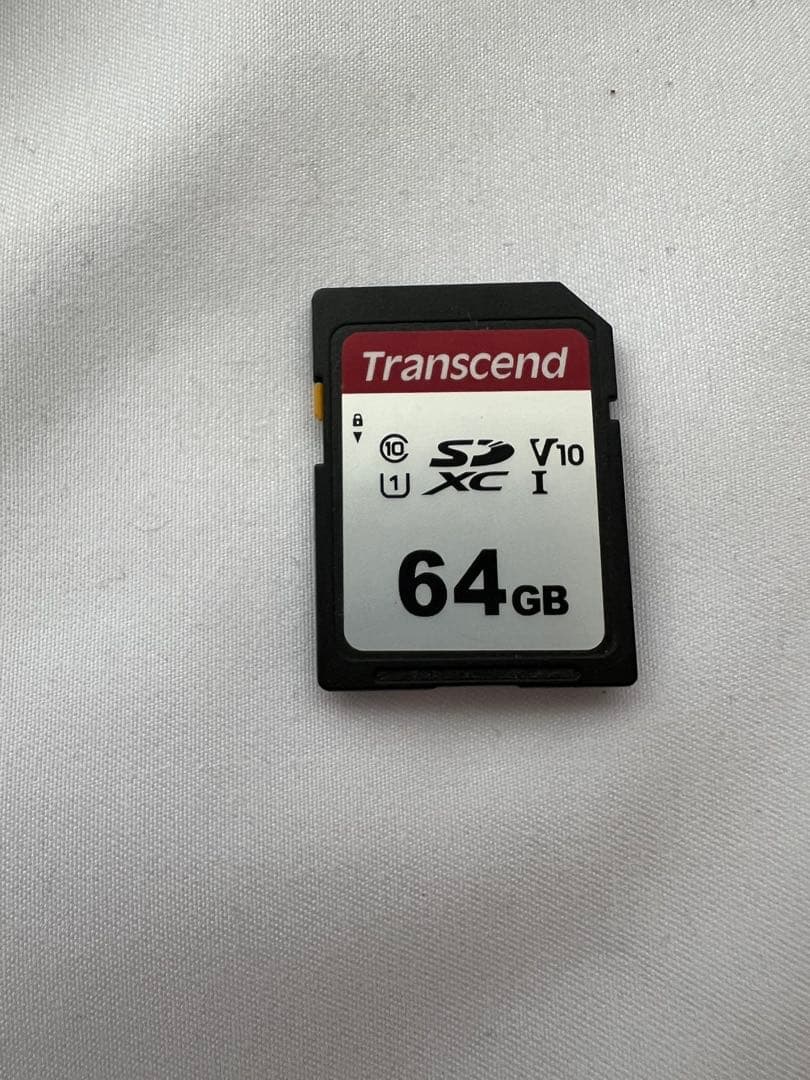 Transcend
10 SD V10
1 XC I
64GB